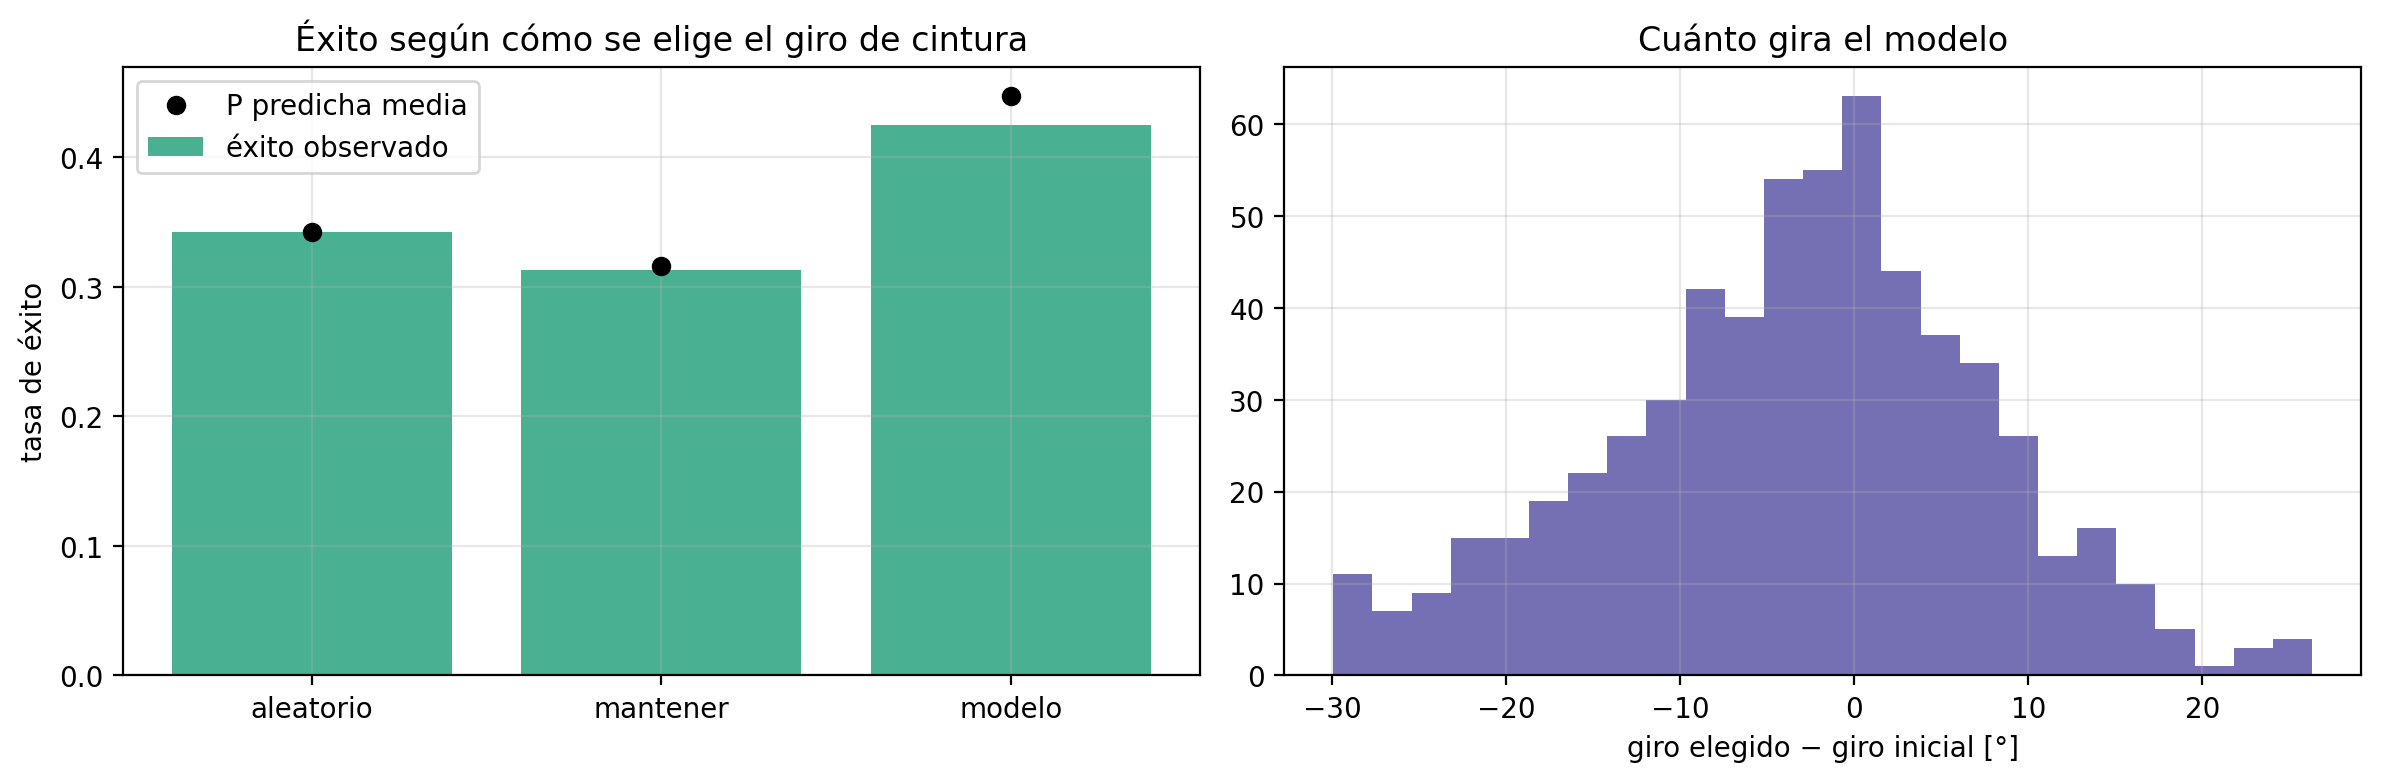 Éxito según cómo se elige el giro de cintura
P predicha media
éxito observado
tasa de éxito
0.4
0.3
0.2
0.1
0.0
aleatorio
mantener
modelo
Cuánto gira el modelo
60
50
40
30
20
10
0
−30
−20
−10
0
10
20
giro elegido − giro inicial [°]